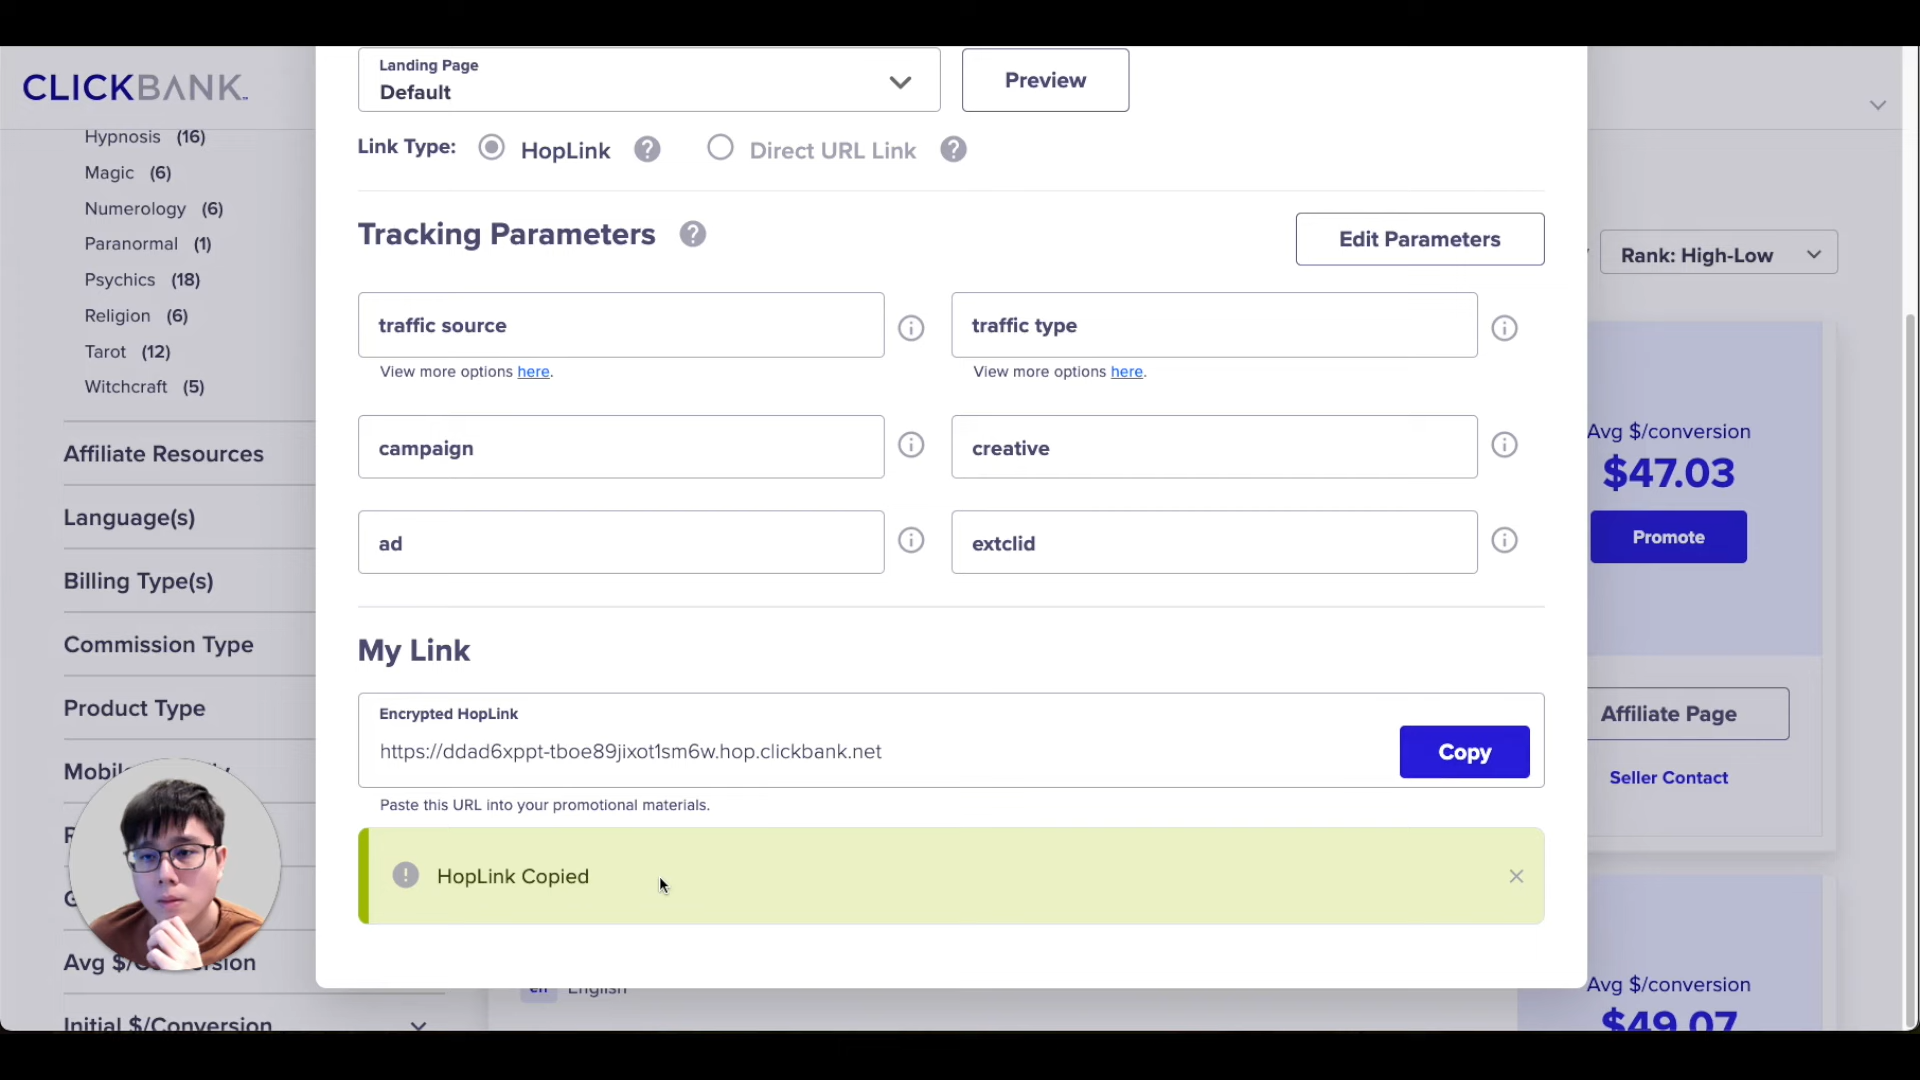 CLICKBANK
Hypnosis (16)
Magic (6)
Numerology (6)
Paranormal (1)
Psychics (18)
Religion (6)
Tarot (12)
Witchcraft (5)
Affiliate Resources
Language(s)
Billing Type(s)
Commission Type
Product Type
Avg
Initial $/Conversion
Landing Page
Default
Preview
Link Type: HopLink ? Direct URL Link ?
Tracking Parameters ?
Edit Parameters
traffic source
View more options here.
traffic type
View more options here.
campaign
creative
ad
extclid
My Link
Encrypted HopLink
https://ddad6xppt-tboe89jixot1sm6w.hop.clickbank.net
Copy
Paste this URL into your promotional materials.
HopLink Copied
English
Rank: High-Low
Avg $/conversion
$47.03
Promote
Affiliate Page
Seller Contact
Avg $/conversion
$49.07